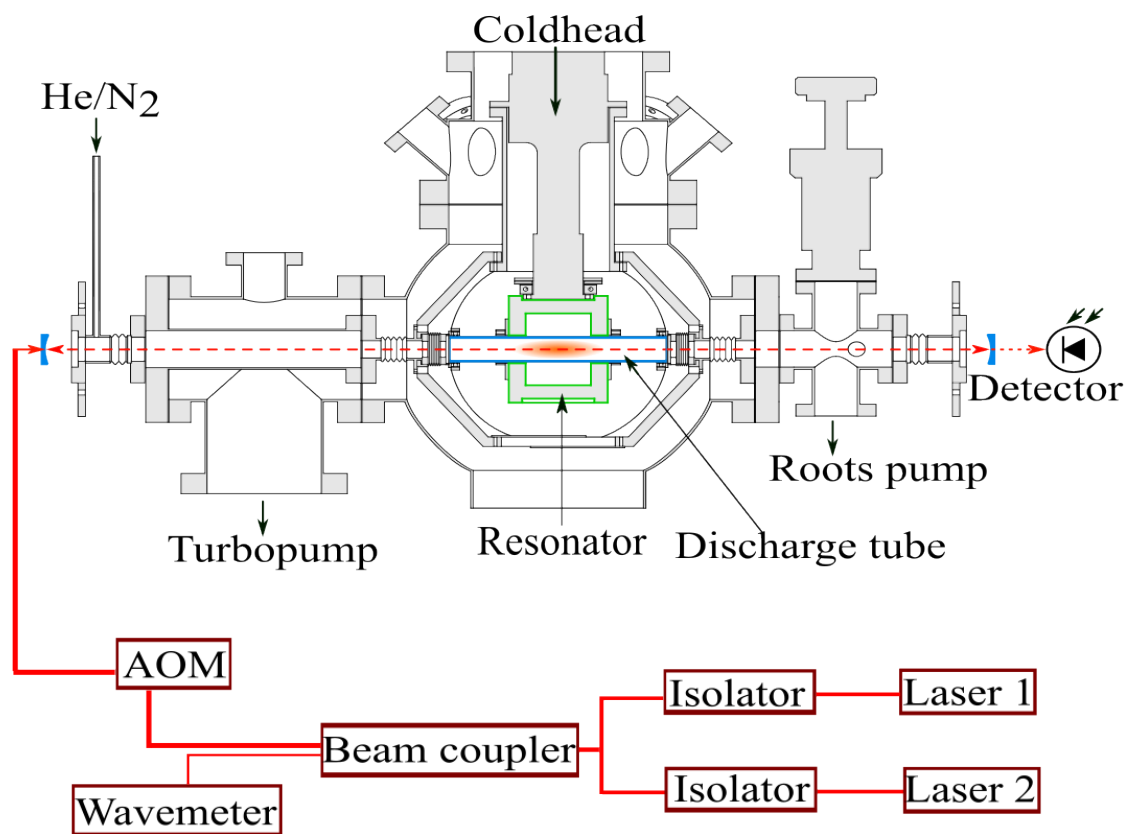 Coldhead
He/N2
Detector
Roots pump
Turbopump
Resonator
Discharge tube
AOM
Isolator
Laser 1
Beam coupler
Isolator
Laser 2
Wavemeter